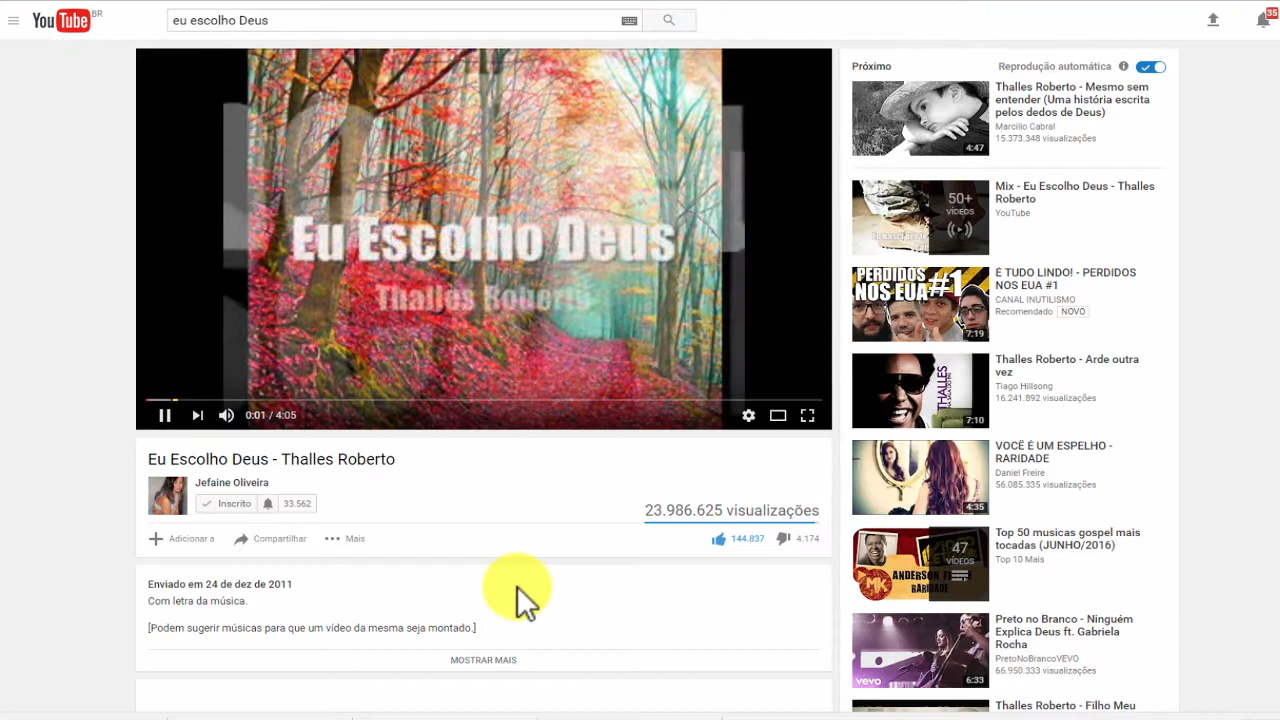 YouTube BR
eu escolho Deus
35
Eu Escolho Deus
Thalles Roberto
0:01 / 4:05
Eu Escolho Deus - Thalles Roberto
Jefaine Oliveira
Inscrito 33.562
23.986.625 visualizações
Adicionar a Compartilhar Mais
144.837 4.174
Enviado em 24 de dez de 2011
Com letra da música.
[Podem sugerir músicas para que um vídeo da mesma seja montado.]
MOSTRAR MAIS
Próximo
Reprodução automática
Thalles Roberto - Mesmo sem
entender (Uma história escrita
pelos dedos de Deus)
Marcilio Cabral
15.373.348 visualizações
4:47
Mix - Eu Escolho Deus - Thalles
Roberto
YouTube
50+
VÍDEOS
É TUDO LINDO! - PERDIDOS
NOS EUA #1
CANAL INUTILISMO
Recomendado NOVO
PERDIDOS
NOS EUA #1
7:19
Thalles Roberto - Arde outra
vez
Tiago Hillsong
16.241.892 visualizações
THALLES
7:10
VOCÊ É UM ESPELHO -
RARIDADE
Daniel Freire
56.085.335 visualizações
4:35
Top 50 musicas gospel mais
tocadas (JUNHO/2016)
Top 10 Mais
47
VÍDEOS
MK
RARIDADE
Preto no Branco - Ninguém
Explica Deus ft. Gabriela
Rocha
PretoNoBrancoVEVO
66.950.333 visualizações
vevo
6:33
Thalles Roberto - Filho Meu